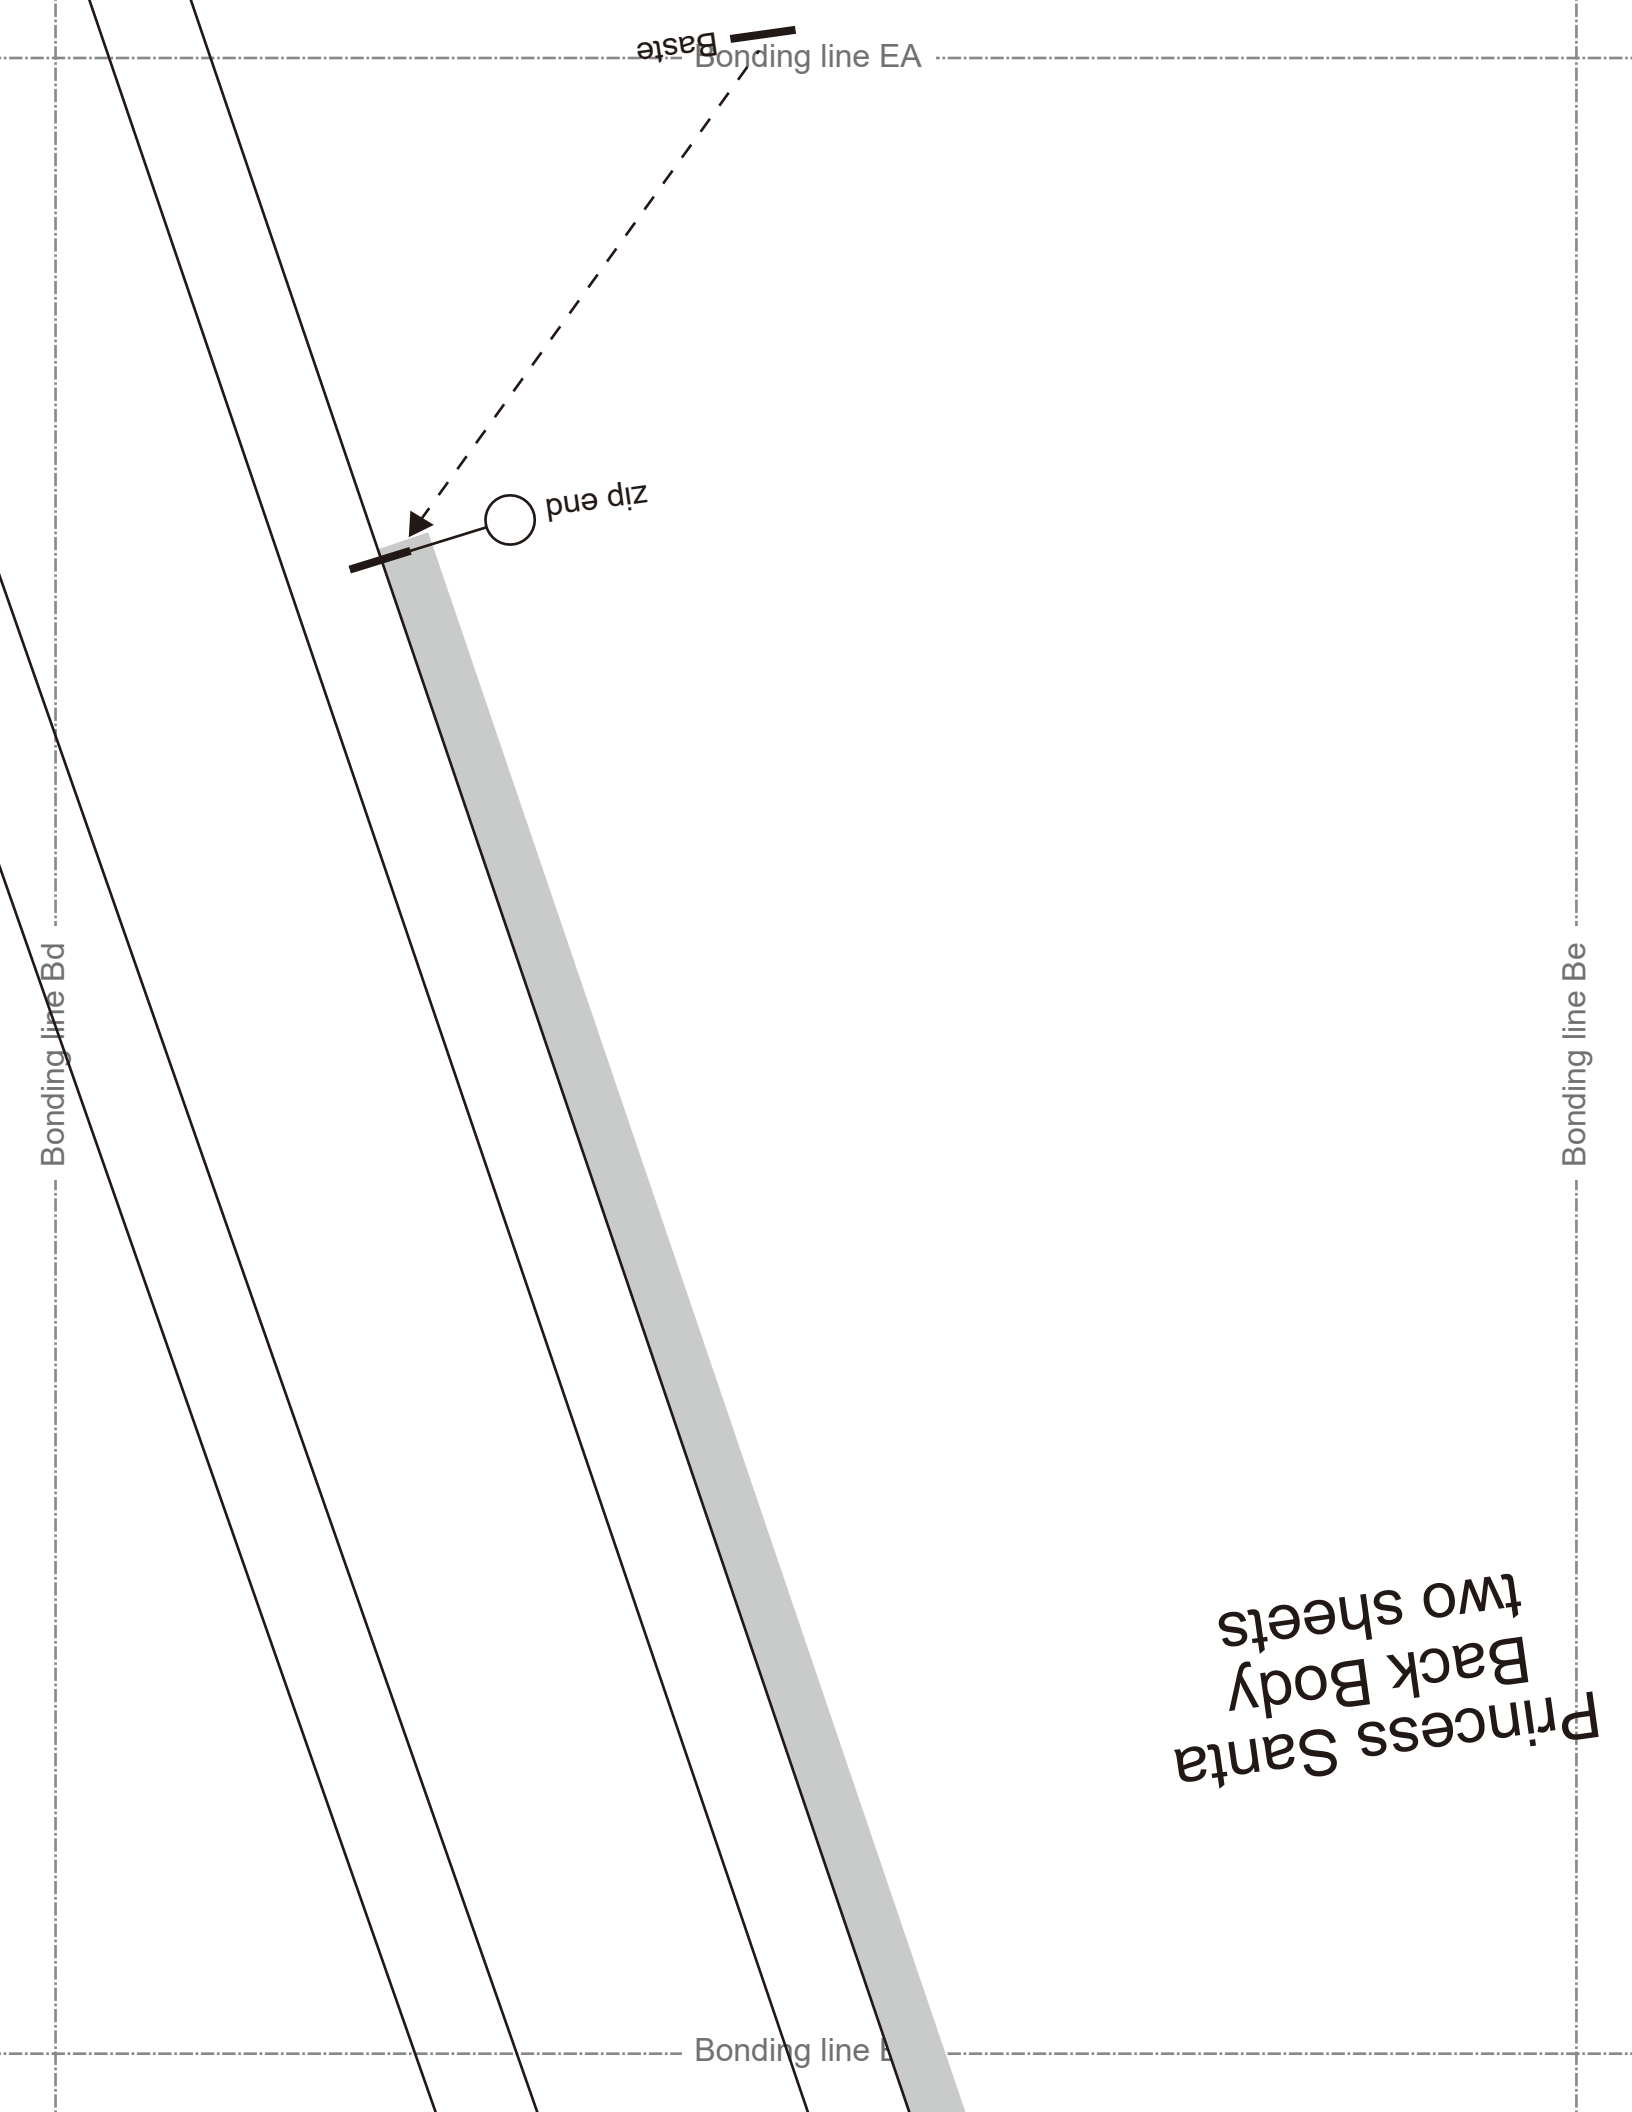 Baste
Bonding line EA
zip end
Bonding line Bd
Bonding line Be
Princess Santa
Back Body
two sheets
Bonding line